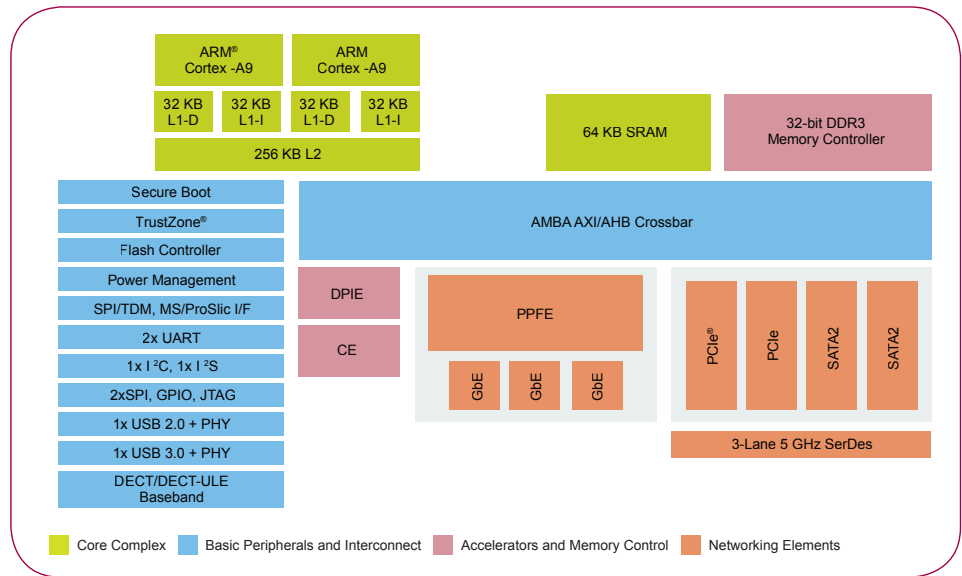 ARM®
Cortex -A9
ARM
Cortex -A9
32 KB
L1-D
32 KB
L1-I
32 KB
L1-D
32 KB
L1-I
256 KB L2
64 KB SRAM
32-bit DDR3
Memory Controller
Secure Boot
TrustZone®
Flash Controller
Power Management
SPI/TDM, MS/ProSlic I/F
2x UART
1x I ²C, 1x I ²S
2xSPI, GPIO, JTAG
1x USB 2.0 + PHY
1x USB 3.0 + PHY
DECT/DECT-ULE
Baseband
AMBA AXI/AHB Crossbar
DPIE
CE
PPFE
GbE
GbE
GbE
PCIe®
PCIe
SATA2
SATA2
3-Lane 5 GHz SerDes
Core Complex
Basic Peripherals and Interconnect
Accelerators and Memory Control
Networking Elements